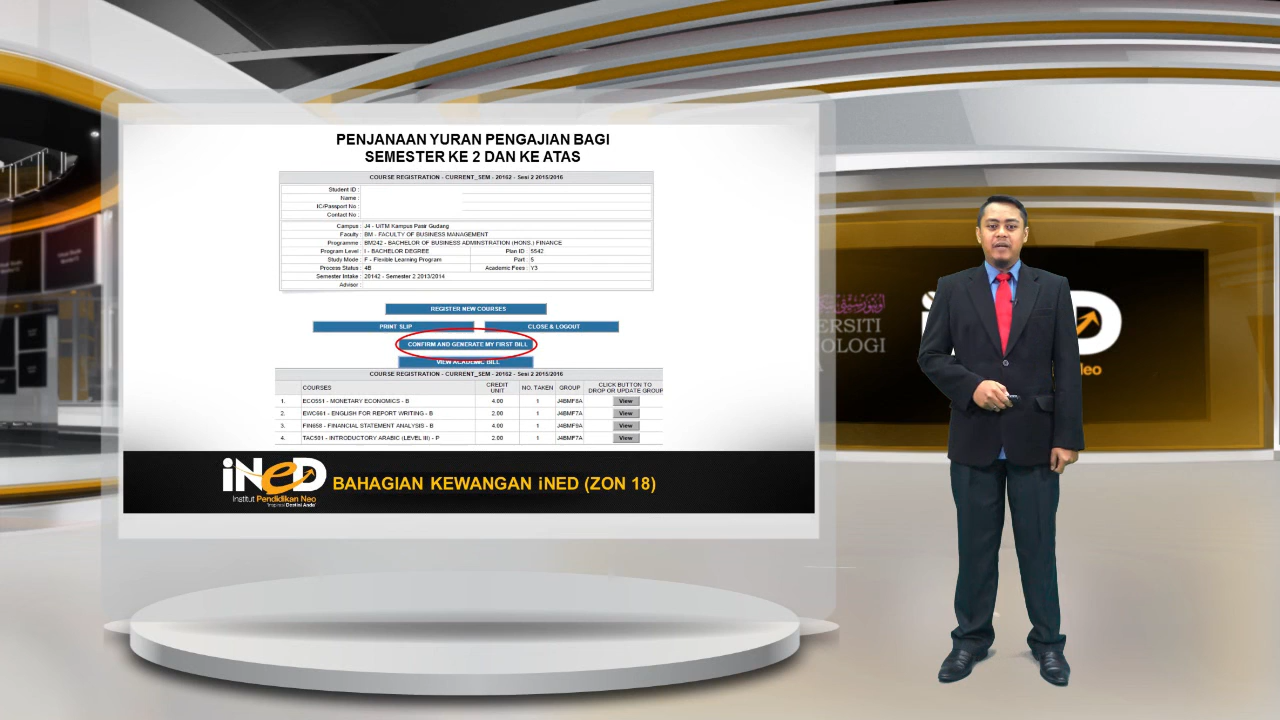 PENJANAAN YURAN PENGAJIAN BAGI
SEMESTER KE 2 DAN KE ATAS
COURSE REGISTRATION - CURRENT_SEM - 20162 - Sesi 2 2015/2016
Student ID :
Name :
IC/Passport No :
Contact No :
Campus : J4 - UiTM Kampus Pasir Gudang
Faculty : BM - FACULTY OF BUSINESS MANAGEMENT
Programme : BM242 - BACHELOR OF BUSINESS ADMINSTRATION (HONS.) FINANCE
Program Level : I - BACHELOR DEGREE Plan ID : 5542
Study Mode : F - Flexible Learning Program Part : 5
Process Status : 4B Academic Fees : Y3
Semester Intake : 20142 - Semester 2 2013/2014
Advisor :
REGISTER NEW COURSES
PRINT SLIP CLOSE & LOGOUT
CONFIRM AND GENERATE MY FIRST BILL
VIEW ACADEMIC BILL
COURSE REGISTRATION - CURRENT_SEM - 20162 - Sesi 2 2015/2016
COURSES CREDIT UNIT NO. TAKEN GROUP CLICK BUTTON TO DROP OR UPDATE GROUP
1. ECO551 - MONETARY ECONOMICS - B 4.00 1 J4BMF8A View
2. EWC661 - ENGLISH FOR REPORT WRITING - B 2.00 1 J4BMF7A View
3. FIN658 - FINANCIAL STATEMENT ANALYSIS - B 4.00 1 J4BMF9A View
4. TAC501 - INTRODUCTORY ARABIC (LEVEL III) - P 2.00 1 J4BMF7A View
iNeD
Institut Pendidikan Neo
'Inspirasi Destini Anda'
BAHAGIAN KEWANGAN iNED (ZON 18)
ERSITI
OLOGI